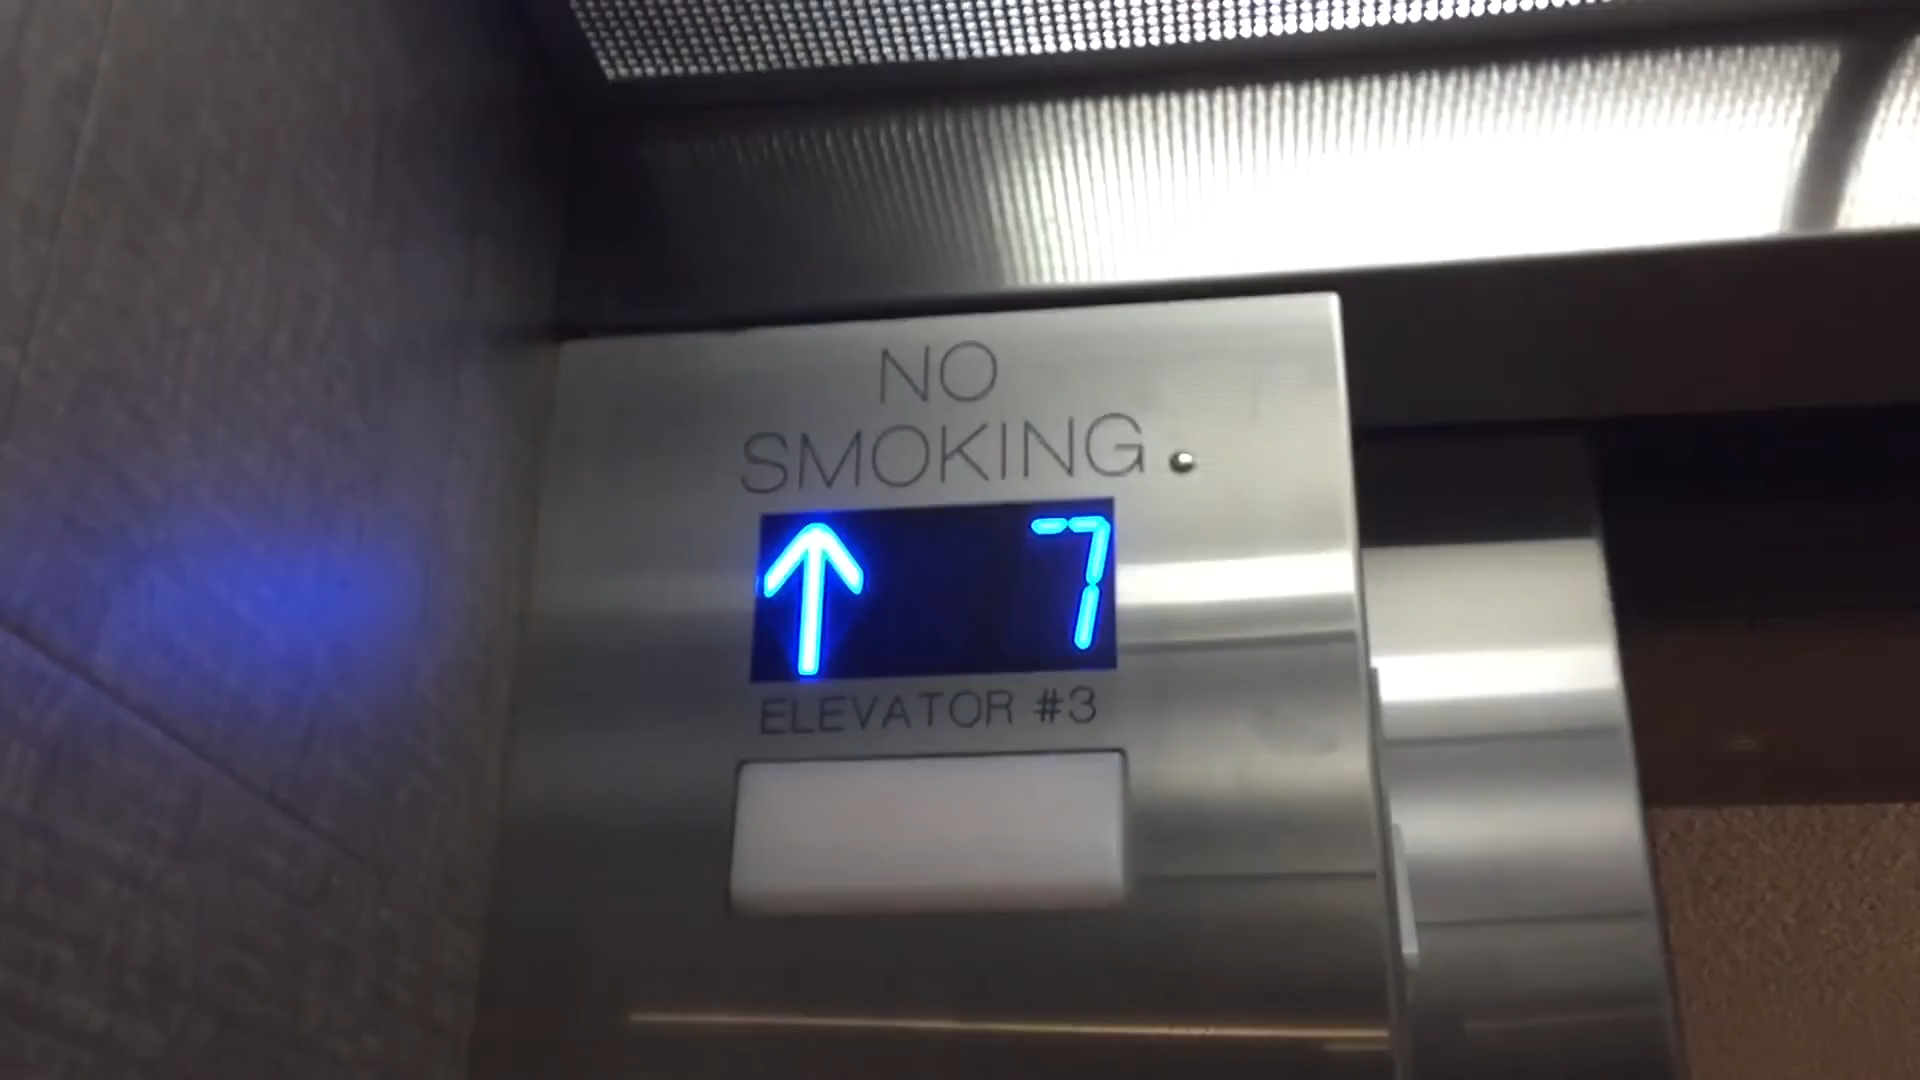 NO
SMOKING
↑ 7
ELEVATOR #3